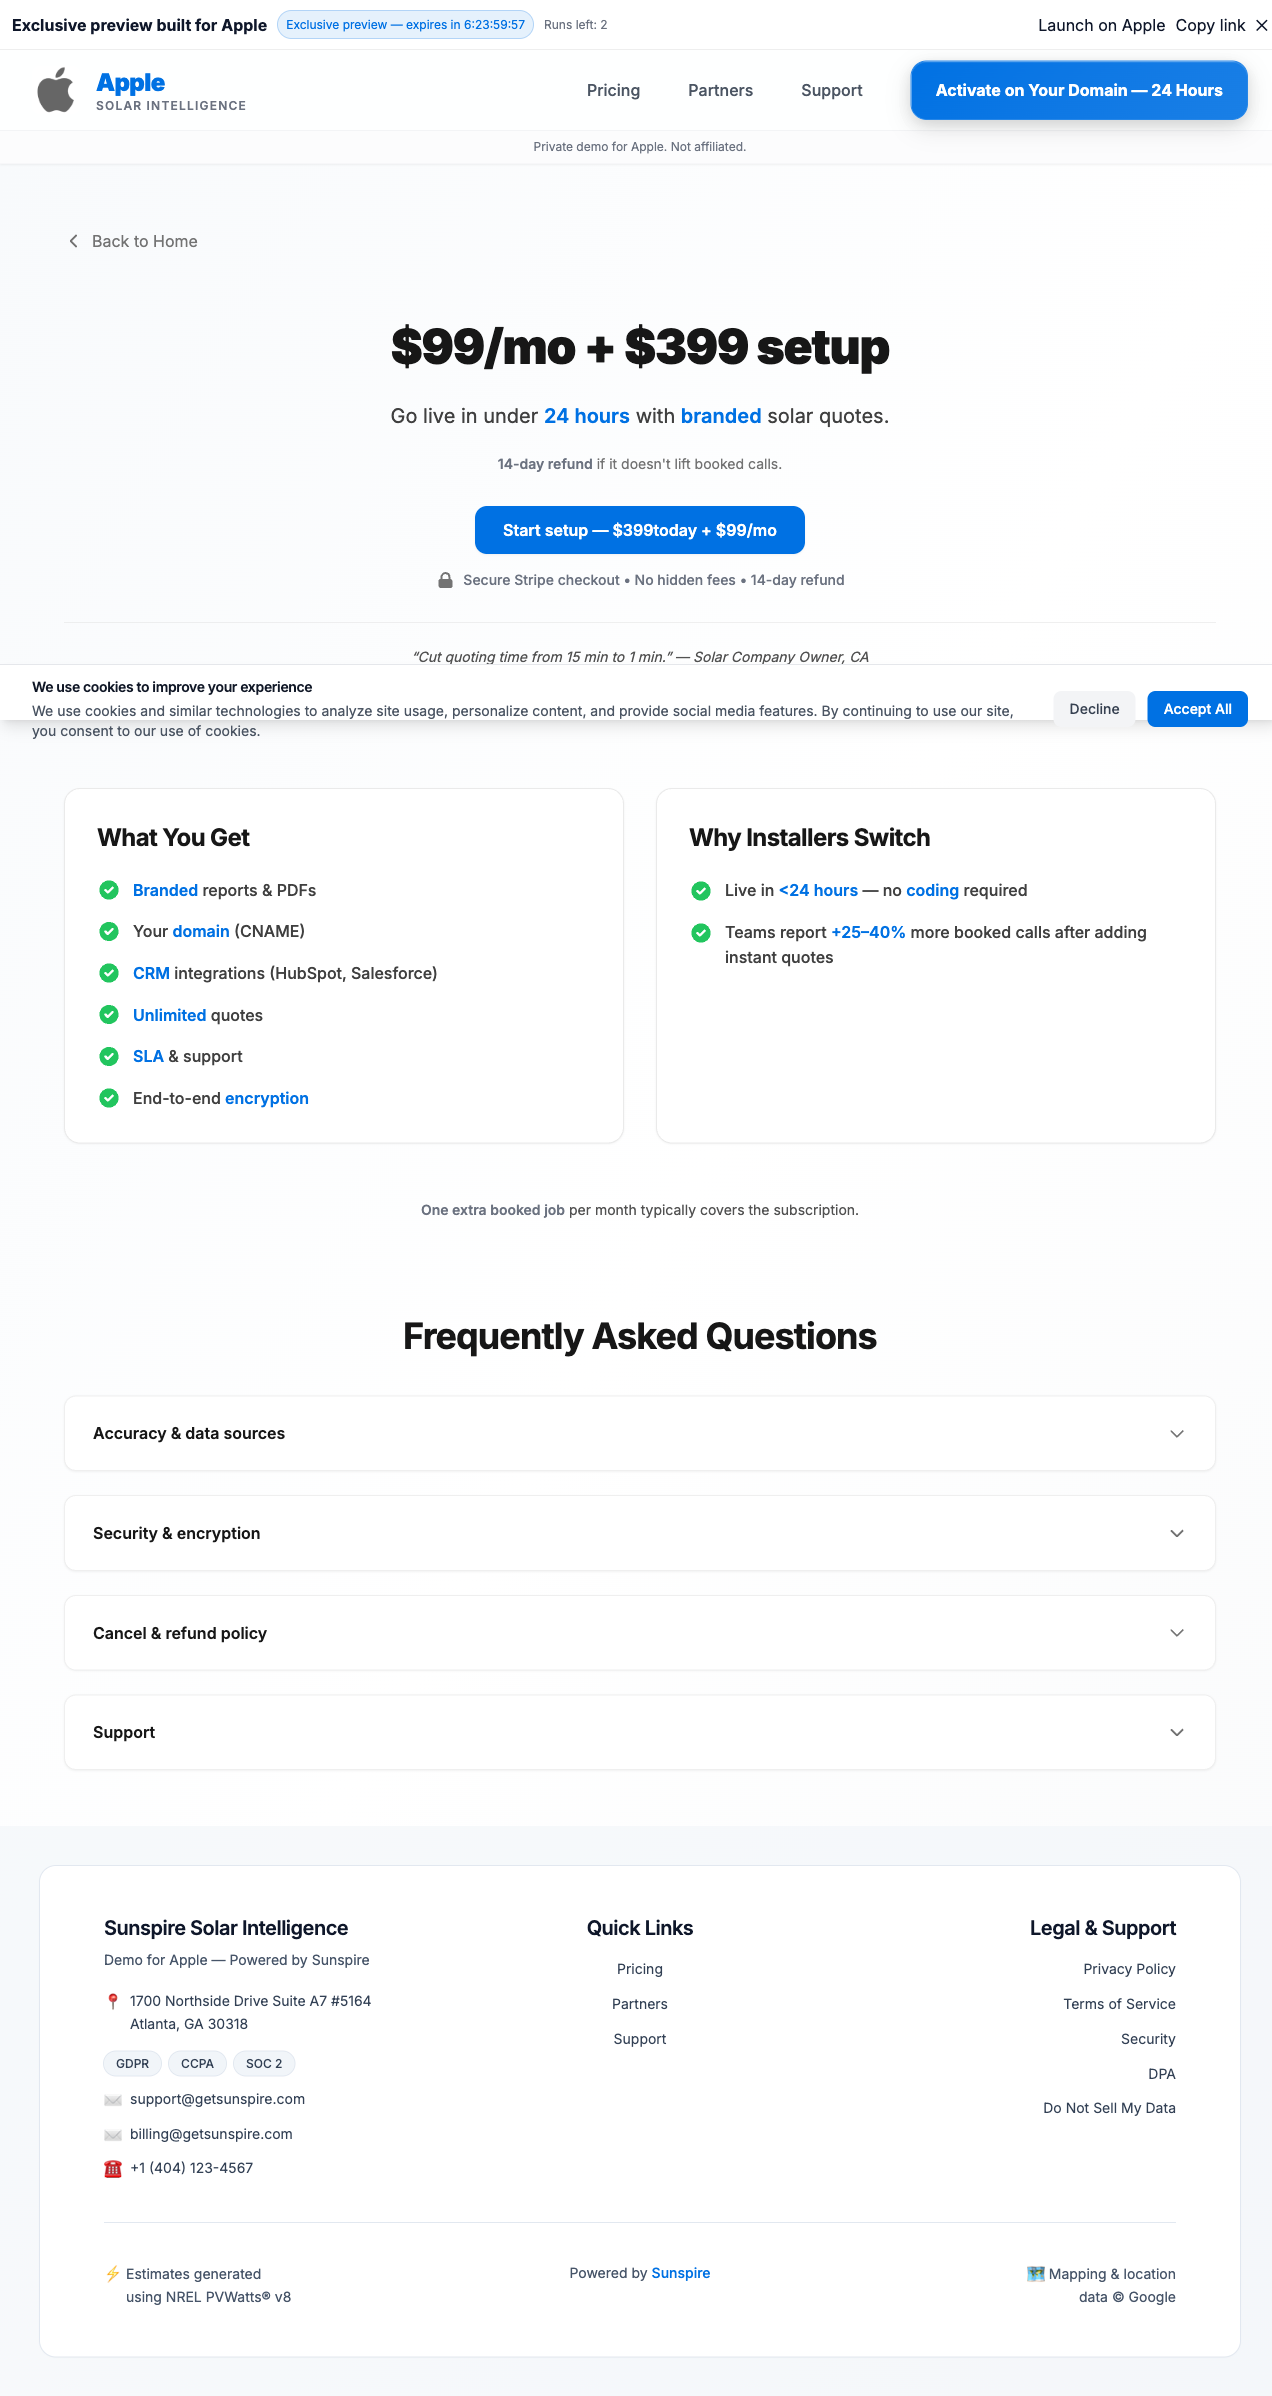 Exclusive preview built for Apple
Exclusive preview — expires in 6:23:59:57
Runs left: 2
Launch on Apple
Copy link
Apple
SOLAR INTELLIGENCE
Pricing
Partners
Support
Activate on Your Domain — 24 Hours
Private demo for Apple. Not affiliated.
Back to Home
$99/mo + $399 setup
Go live in under 24 hours with branded solar quotes.
14-day refund if it doesn't lift booked calls.
Start setup — $399today + $99/mo
Secure Stripe checkout • No hidden fees • 14-day refund
“Cut quoting time from 15 min to 1 min.” — Solar Company Owner, CA
We use cookies to improve your experience
We use cookies and similar technologies to analyze site usage, personalize content, and provide social media features. By continuing to use our site,
you consent to our use of cookies.
Decline
Accept All
What You Get
Branded reports & PDFs
Your domain (CNAME)
CRM integrations (HubSpot, Salesforce)
Unlimited quotes
SLA & support
End-to-end encryption
Why Installers Switch
Live in <24 hours — no coding required
Teams report +25–40% more booked calls after adding
instant quotes
One extra booked job per month typically covers the subscription.
Frequently Asked Questions
Accuracy & data sources
Security & encryption
Cancel & refund policy
Support
Sunspire Solar Intelligence
Demo for Apple — Powered by Sunspire
1700 Northside Drive Suite A7 #5164
Atlanta, GA 30318
GDPR
CCPA
SOC 2
support@getsunspire.com
billing@getsunspire.com
+1 (404) 123-4567
Quick Links
Pricing
Partners
Support
Legal & Support
Privacy Policy
Terms of Service
Security
DPA
Do Not Sell My Data
Estimates generated
using NREL PVWatts® v8
Powered by Sunspire
Mapping & location
data © Google